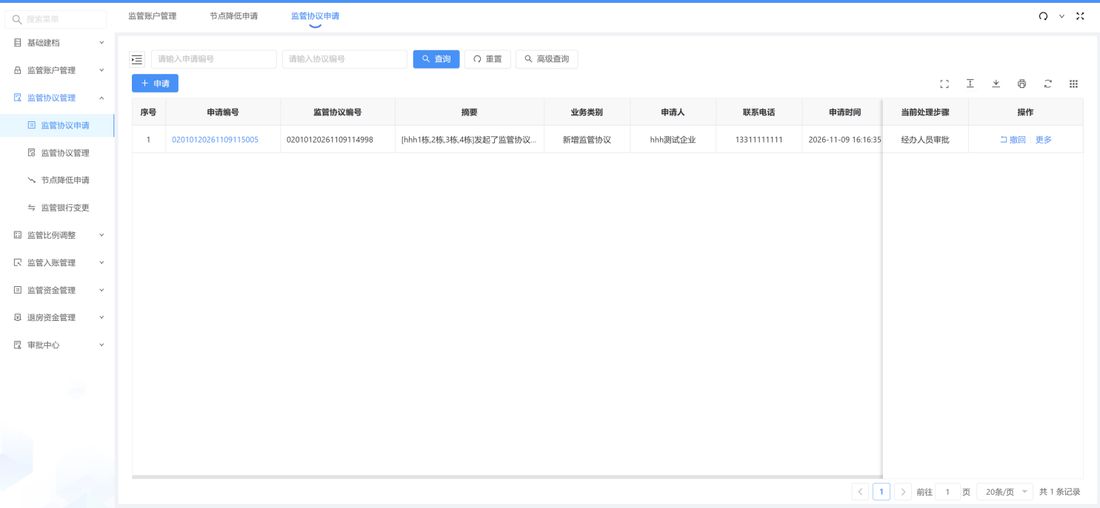 搜索菜单
监管账户管理 节点降低申请 监管协议申请
基础建档
监管账户管理
监管协议管理
监管协议申请
监管协议管理
节点降低申请
监管银行变更
监管比例调整
监管入账管理
监管资金管理
退房资金管理
审批中心
请输入申请编号 请输入协议编号 查询 重置 高级查询
申请
序号 申请编号 监管协议编号 摘要 业务类别 申请人 联系电话 申请时间 当前处理步骤 操作
1 02010120261109115005 02010120261109114998 [hhh1栋,2栋,3栋,4栋]发起了监管协议... 新增监管协议 hhh测试企业 13311111111 2026-11-09 16:16:35 经办人员审批 撤回 更多
1 前往 1 页 20条/页 共 1 条记录